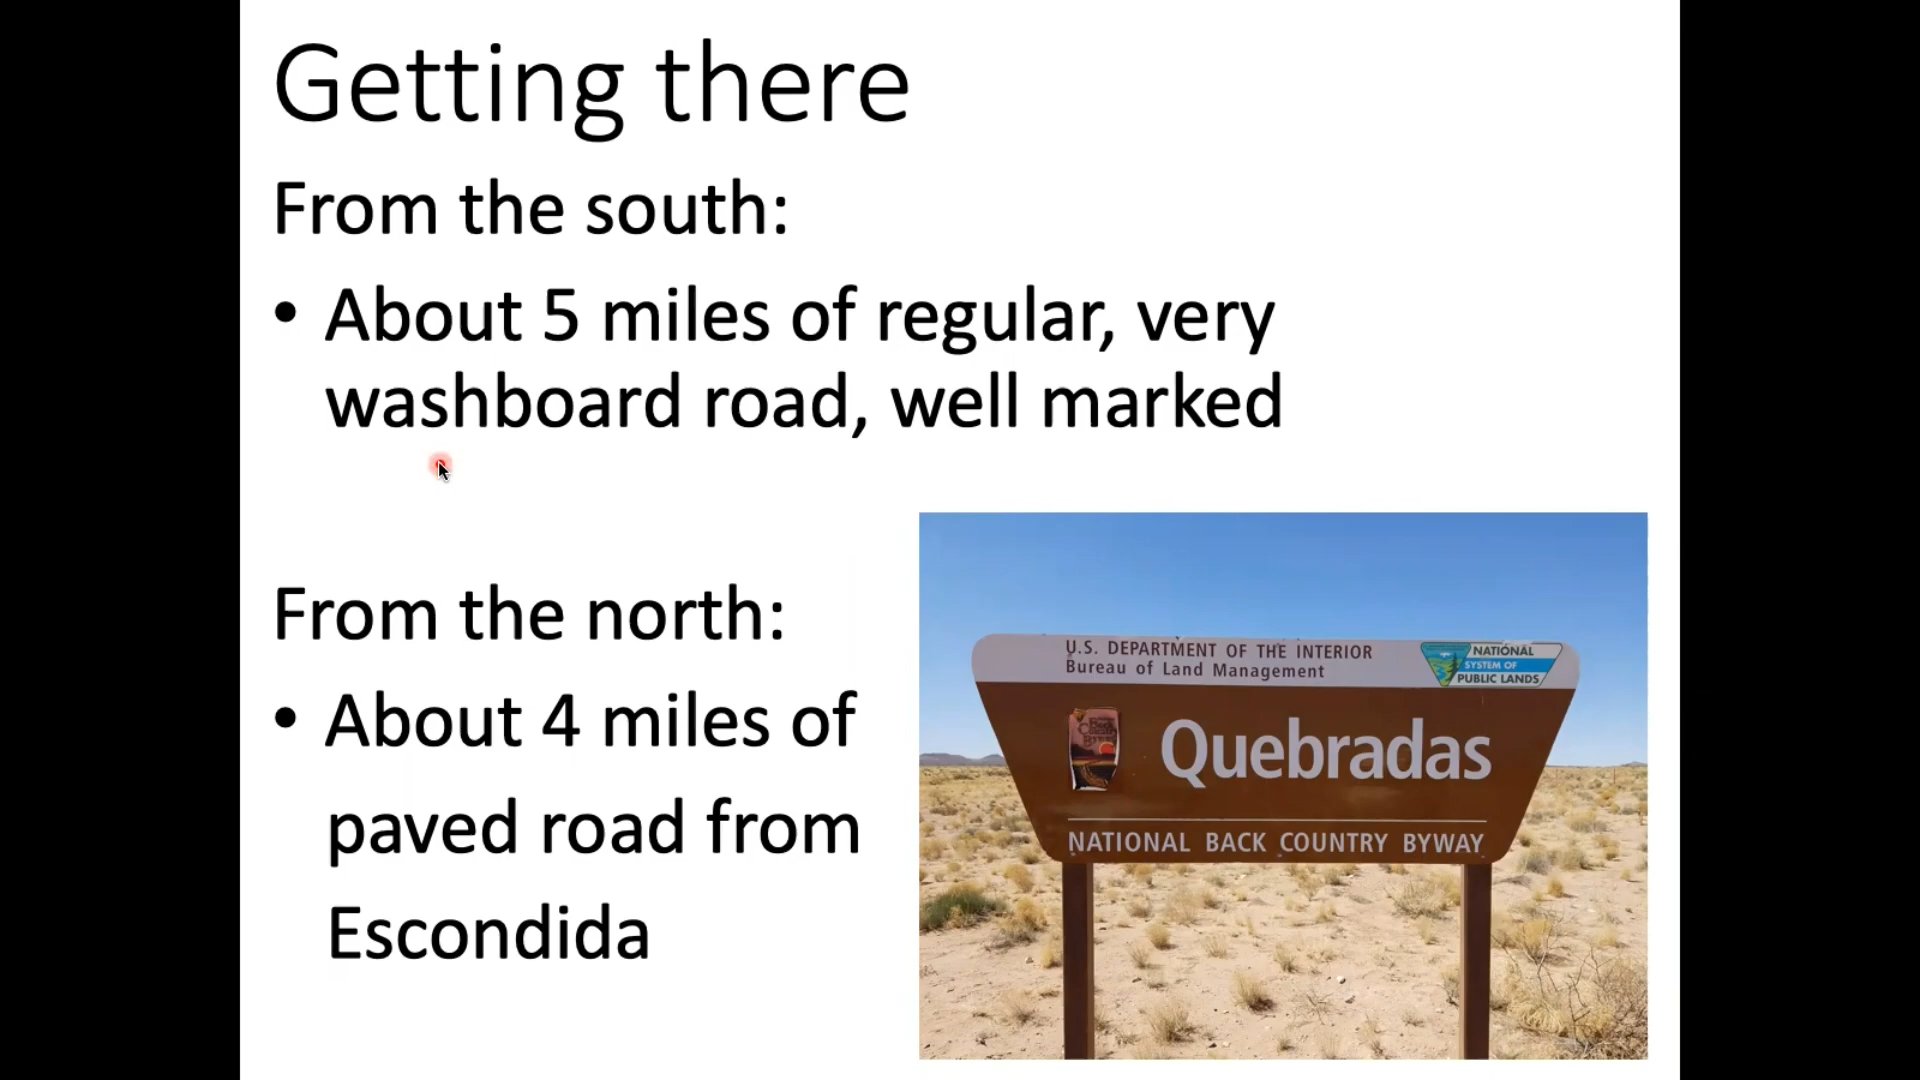 Getting there
From the south:
• About 5 miles of regular, very
washboard road, well marked
From the north:
• About 4 miles of
paved road from
Escondida
U.S. DEPARTMENT OF THE INTERIOR
Bureau of Land Management
NATIONAL
SYSTEM OF
PUBLIC LANDS
Quebradas
NATIONAL BACK COUNTRY BYWAY